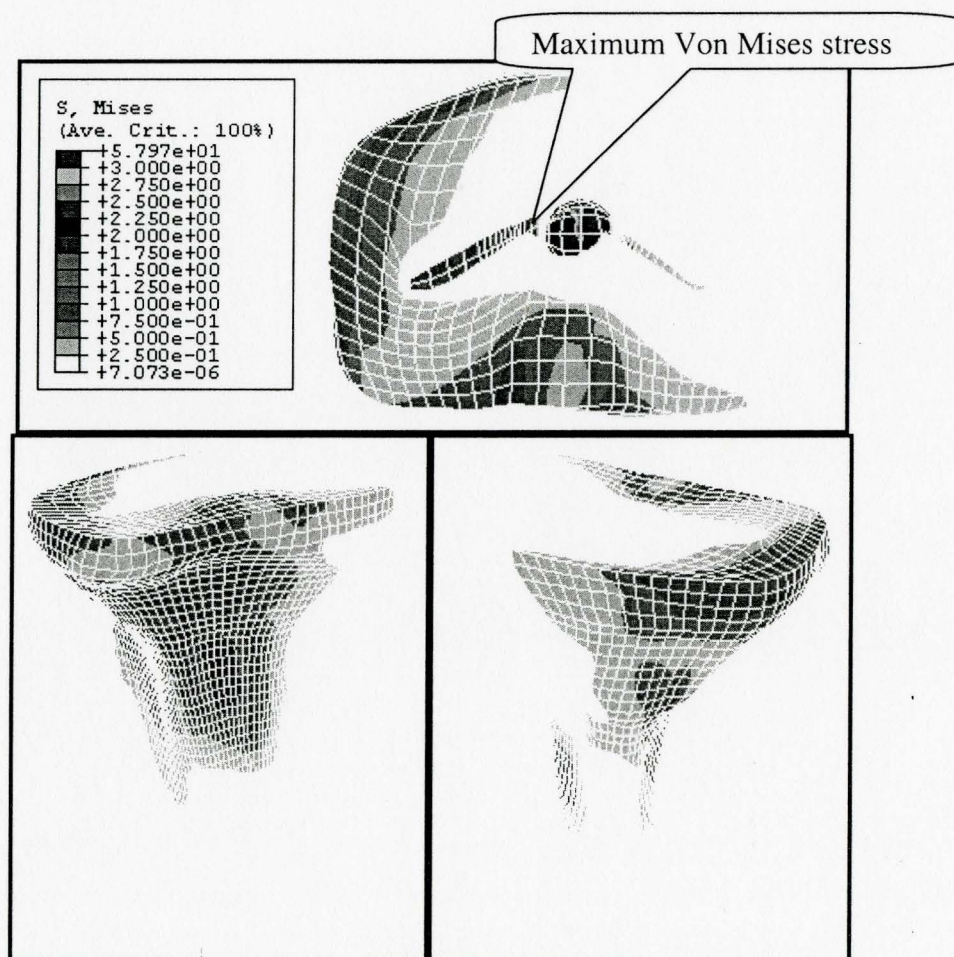 Maximum Von Mises stress
S, Mises
(Ave. Crit.: 100%)
+5.797e+01
+3.000e+00
+2.750e+00
+2.500e+00
+2.250e+00
+2.000e+00
+1.750e+00
+1.500e+00
+1.250e+00
+1.000e+00
+7.500e-01
+5.000e-01
+2.500e-01
+7.073e-06